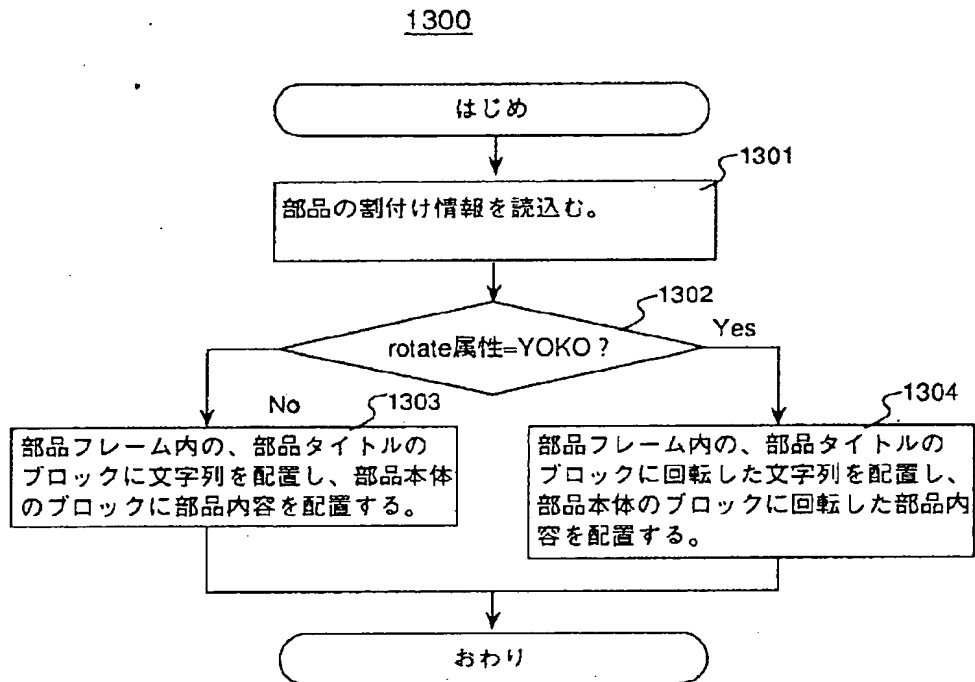 1300
はじめ
1301
部品の割付け情報を読込む。
1302
rotate属性=YOKO?
Yes
No
1303
部品フレーム内の、部品タイトルの
ブロックに文字列を配置し、部品本体
のブロックに部品内容を配置する。
1304
部品フレーム内の、部品タイトルの
ブロックに回転した文字列を配置し、
部品本体のブロックに回転した部品内
容を配置する。
おわり